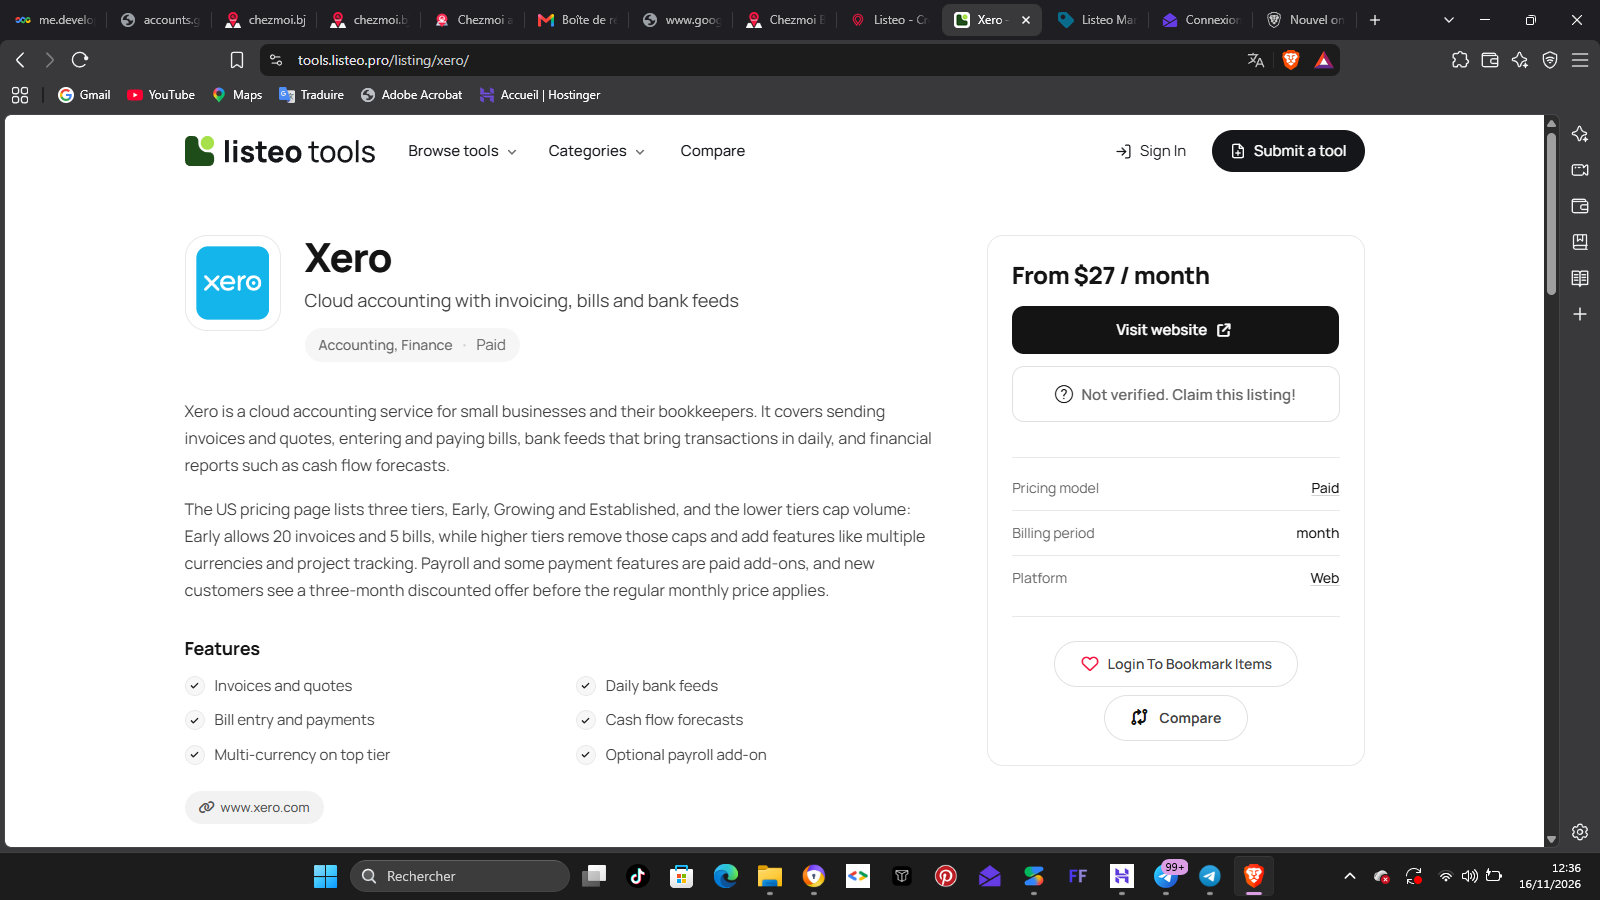 me.develo
accounts.g
chezmoi.bj
chezmoi.b
Chezmoi a
Boîte de ré
www.goog
Chezmoi B
Listeo - Cr
Xero -
Listeo Mar
Connexion
Nouvel on
tools.listeo.pro/listing/xero/
Gmail
YouTube
Maps
Traduire
Adobe Acrobat
Accueil | Hostinger
listeo tools
Browse tools
Categories
Compare
Sign In
Submit a tool
xero
Xero
Cloud accounting with invoicing, bills and bank feeds
Accounting, Finance · Paid
Xero is a cloud accounting service for small businesses and their bookkeepers. It covers sending
invoices and quotes, entering and paying bills, bank feeds that bring transactions in daily, and financial
reports such as cash flow forecasts.
The US pricing page lists three tiers, Early, Growing and Established, and the lower tiers cap volume:
Early allows 20 invoices and 5 bills, while higher tiers remove those caps and add features like multiple
currencies and project tracking. Payroll and some payment features are paid add-ons, and new
customers see a three-month discounted offer before the regular monthly price applies.
Features
Invoices and quotes
Daily bank feeds
Bill entry and payments
Cash flow forecasts
Multi-currency on top tier
Optional payroll add-on
www.xero.com
From $27 / month
Visit website
Not verified. Claim this listing!
Pricing model Paid
Billing period month
Platform Web
Login To Bookmark Items
Compare
Rechercher
FF
99+
12:36
16/11/2026